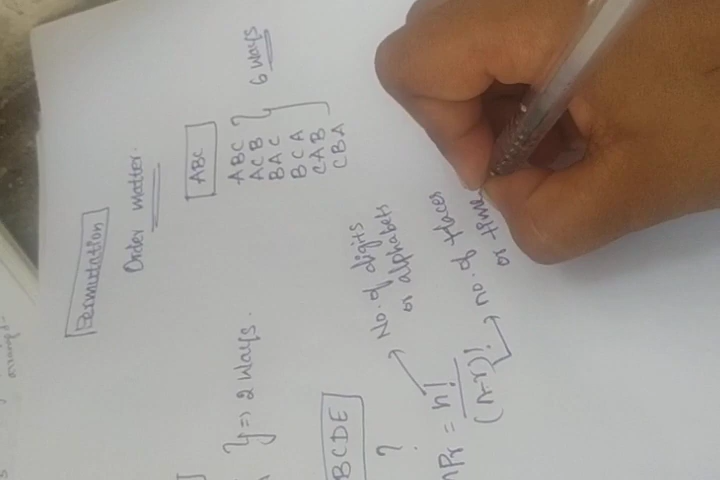 Permutation
Order matter.
ABC
ABC
ACB
BAC
BCA
CAB
CBA
6 ways
} => 2 ways.
BCDE
?
No. of digits
or alphabets
nPr = n!
(n-r)!
no. of places
or time